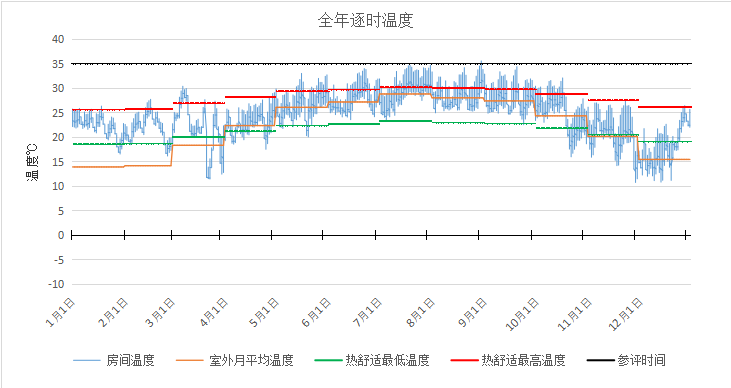 全年逐时温度
40
35
30
25
20
15
10
5
0
-5
-10
温度℃
1月1日
2月1日
3月1日
4月1日
5月1日
6月1日
7月1日
8月1日
9月1日
10月1日
11月1日
12月1日
房间温度
室外月平均温度
热舒适最低温度
热舒适最高温度
参评时间